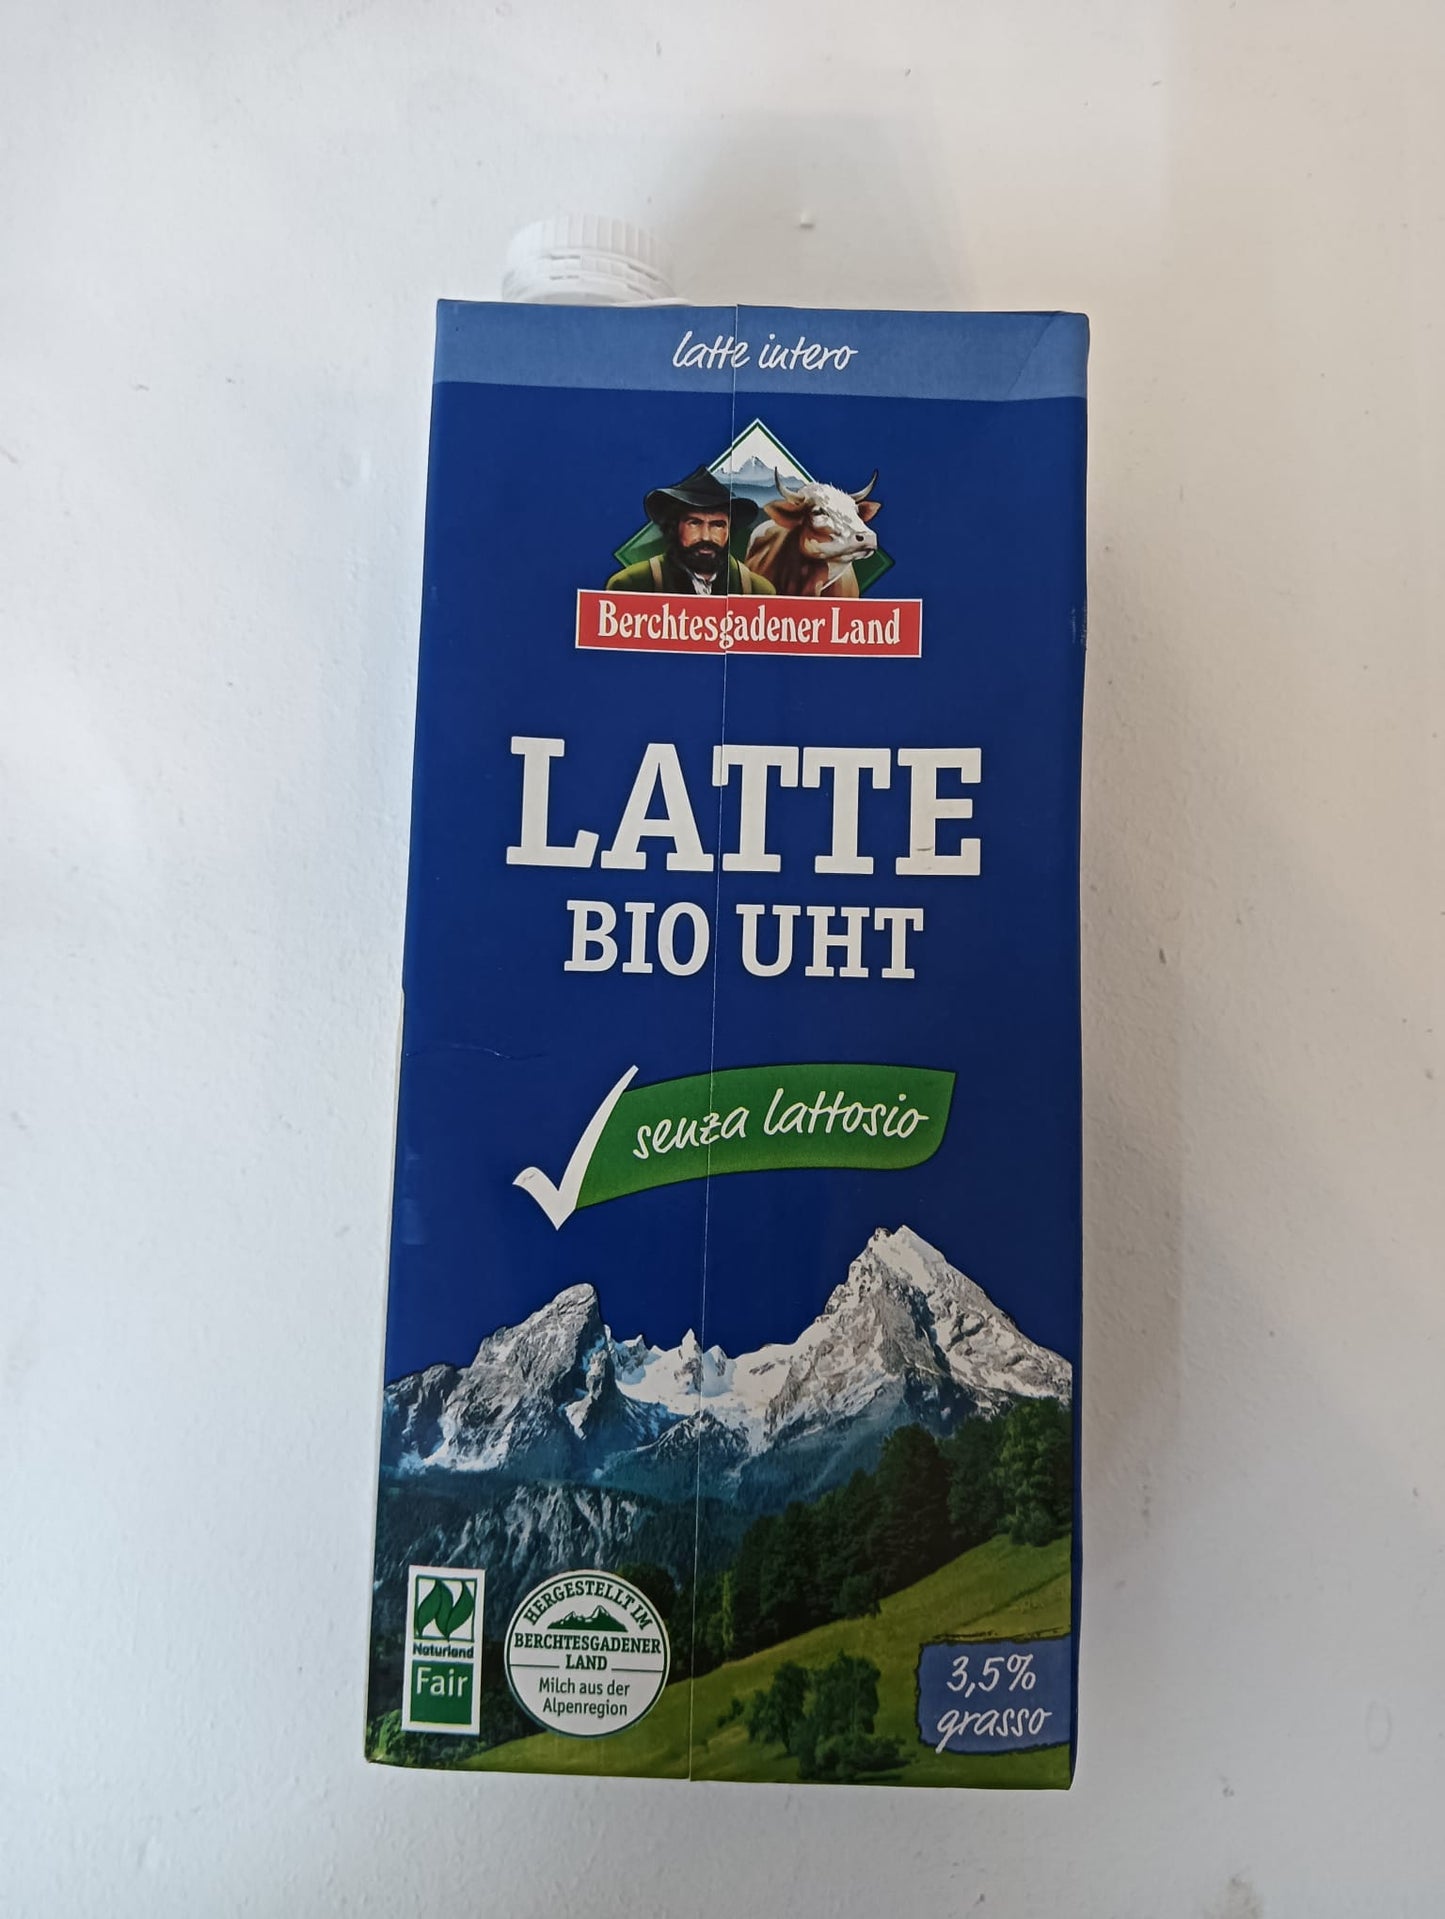 latte intero
Berchtesgadener Land
LATTE
BIO UHT
senza lattosio
Naturland
Fair
HERGESTELLT IM
BERCHTESGADENER
LAND
Milch aus der
Alpenregion
3,5%
grasso